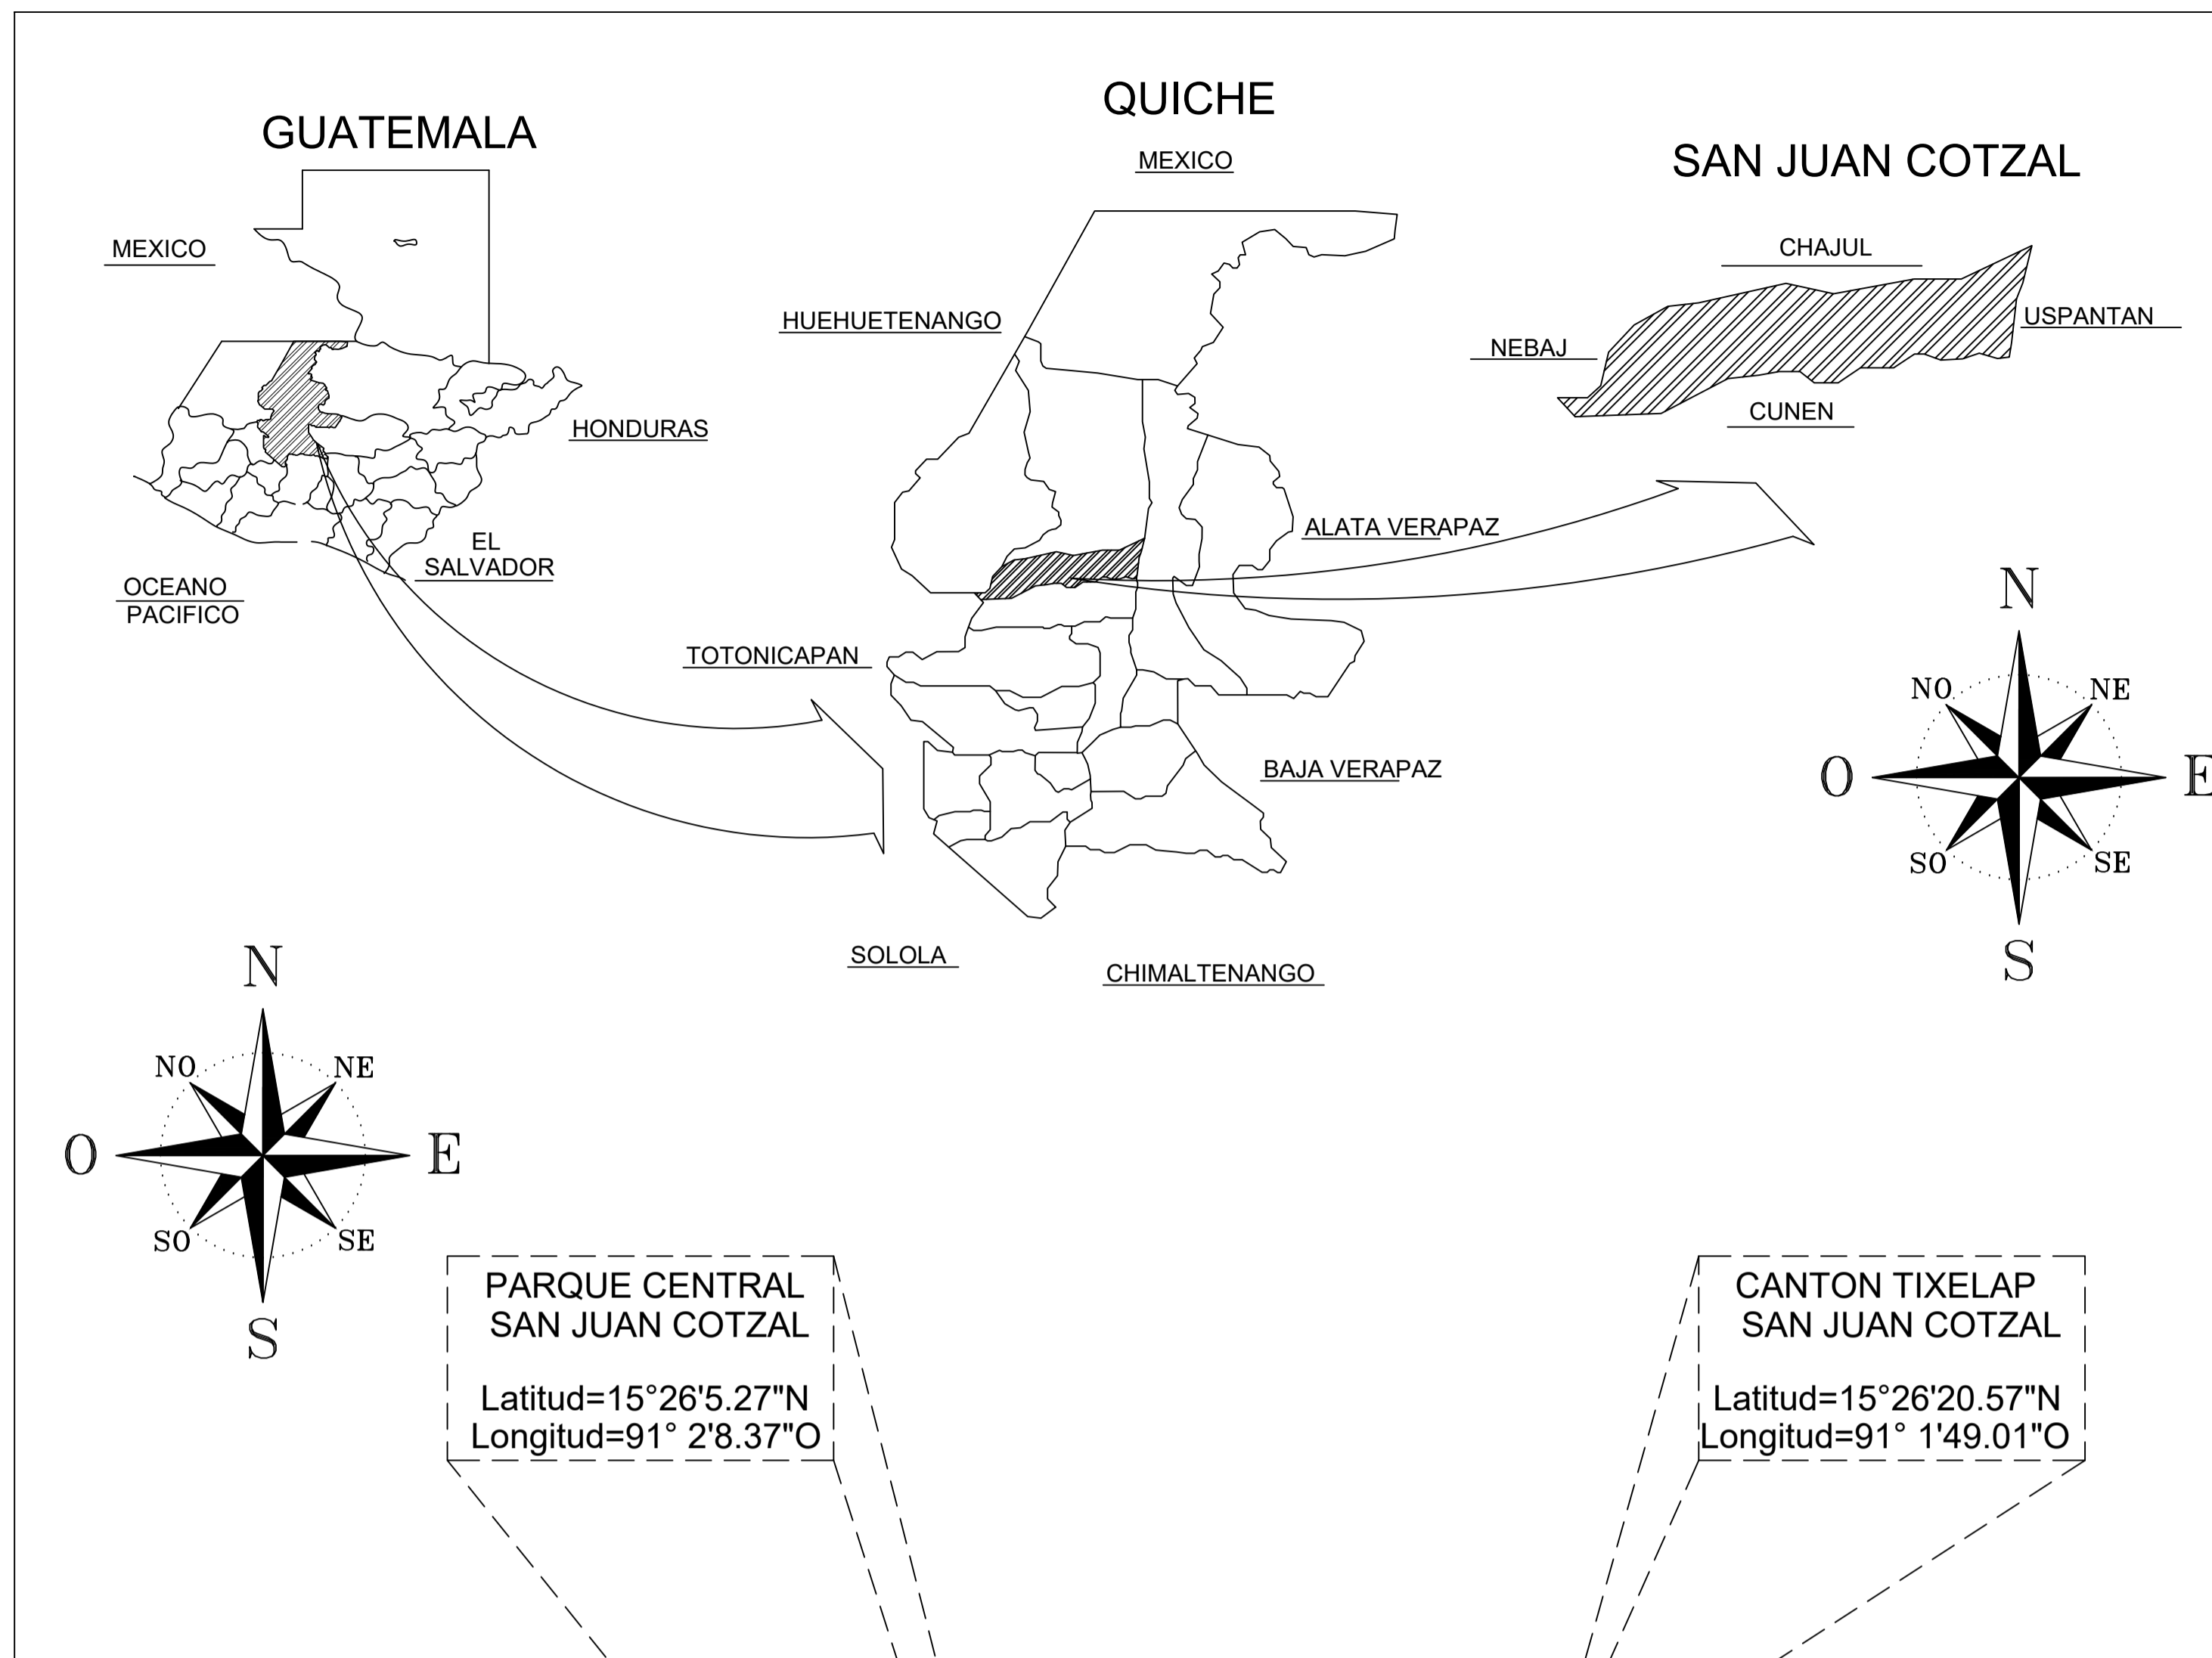 GUATEMALA
MEXICO
HONDURAS
EL
SALVADOR
OCEANO
PACIFICO
QUICHE
MEXICO
HUEHUETENANGO
ALATA VERAPAZ
TOTONICAPAN
BAJA VERAPAZ
SOLOLA
CHIMALTENANGO
SAN JUAN COTZAL
CHAJUL
USPANTAN
NEBAJ
CUNEN
N
NO
NE
O
E
SO
SE
S
N
NO
NE
O
E
SO
SE
S
PARQUE CENTRAL
SAN JUAN COTZAL
Latitud=15°26'5.27"N
Longitud=91° 2'8.37"O
CANTON TIXELAP
SAN JUAN COTZAL
Latitud=15°26'20.57"N
Longitud=91° 1'49.01"O